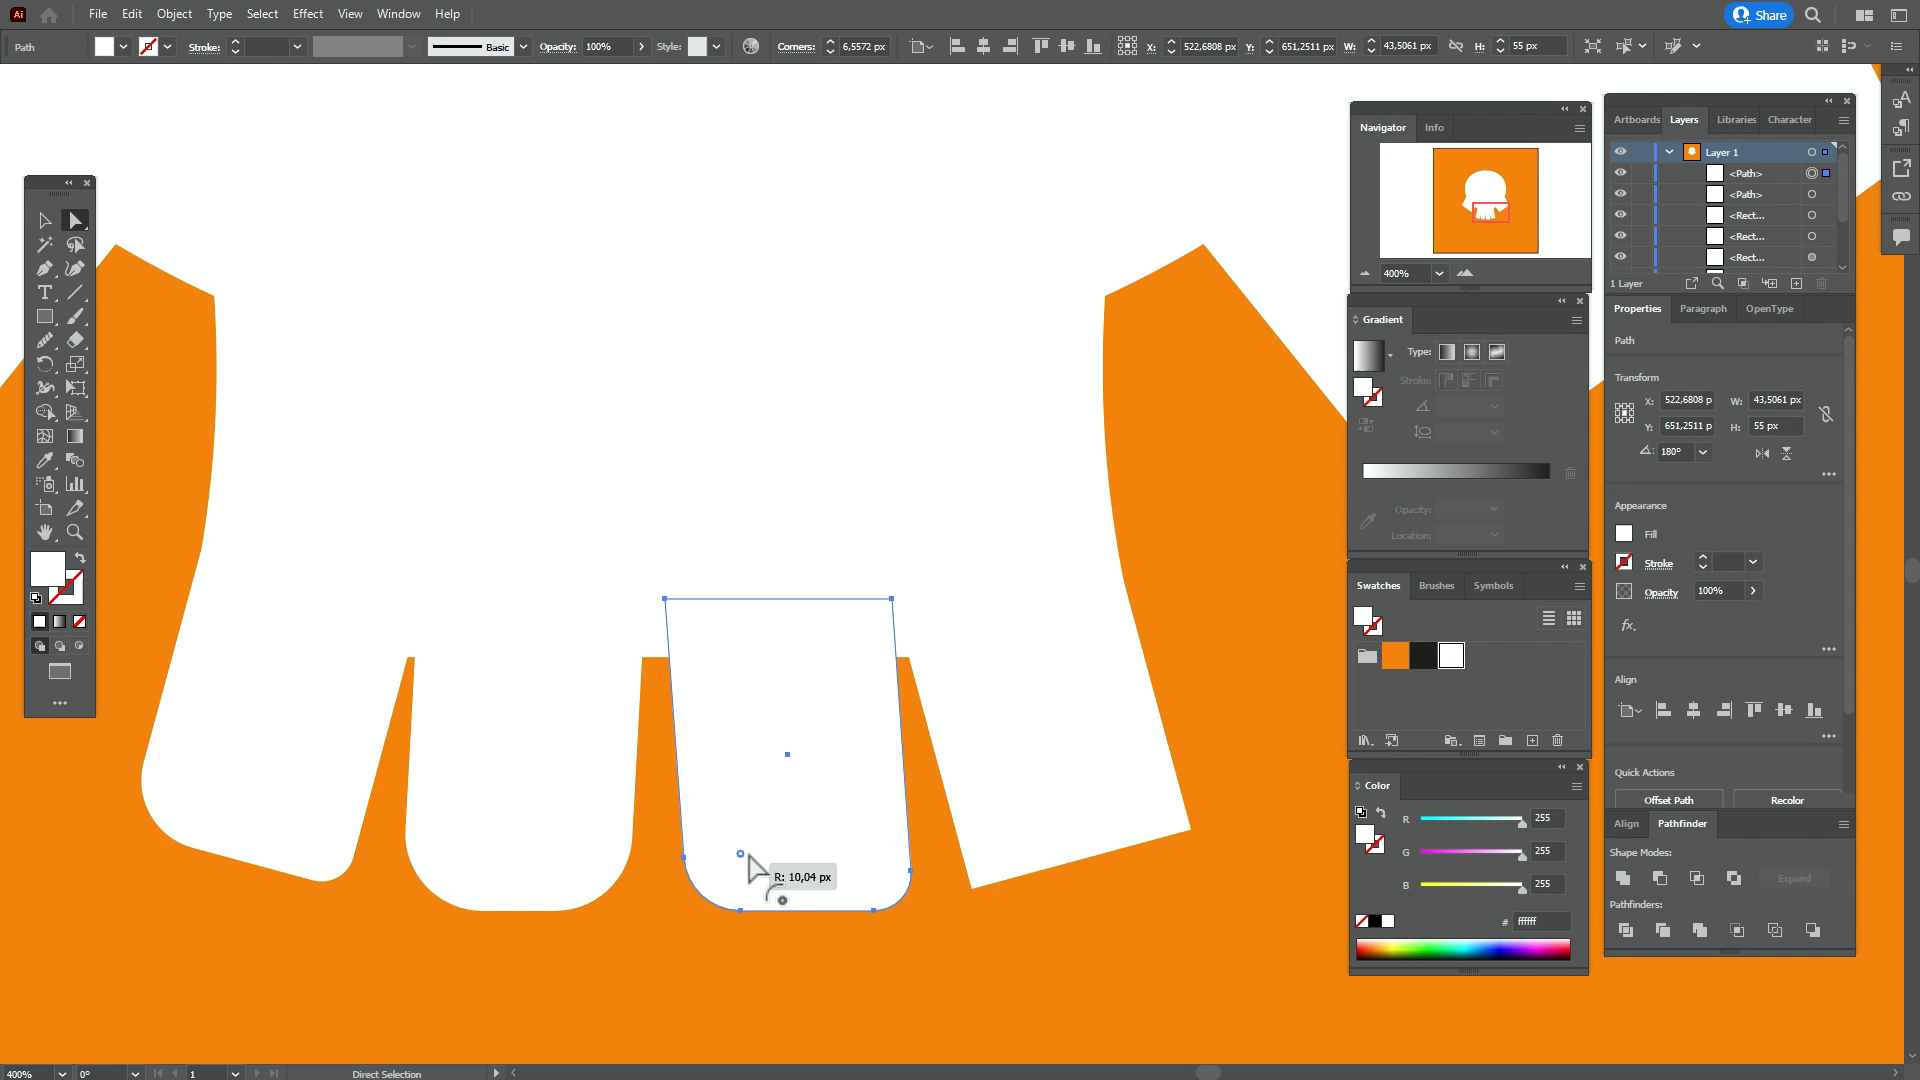 Ai File Edit Object Type Select Effect View Window Help Share
Path Stroke: Basic Opacity: 100% Style: Corners: 6,5572 px X: 522,6808 px Y: 651,2511 px W: 43,5061 px H: 55 px
Navigator Info
400%
Gradient
Type:
Stroke:
Opacity:
Location:
Swatches Brushes Symbols
Color
R 255
G 255
B 255
# ffffff
Artboards Layers Libraries Character
Layer 1
<Path>
<Path>
<Rect...
<Rect...
<Rect...
1 Layer
Properties Paragraph OpenType
Path
Transform
X: 522,6808 p W: 43,5061 px
Y: 651,2511 p H: 55 px
180°
Appearance
Fill
Stroke
Opacity 100%
fx.
Align
Quick Actions
Offset Path Recolor
Align Pathfinder
Shape Modes:
Expand
Pathfinders:
R: 10,04 px
400% 0° 1 Direct Selection